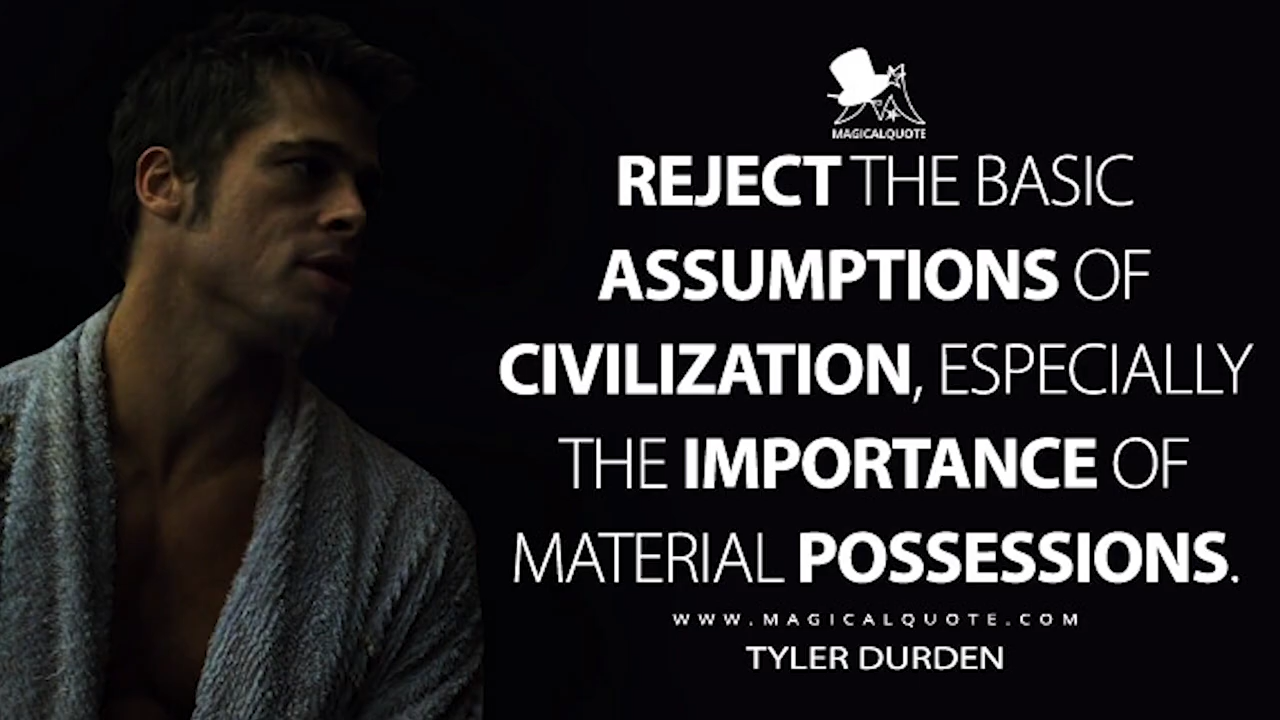 MAGICALQUOTE
REJECT THE BASIC
ASSUMPTIONS OF
CIVILIZATION, ESPECIALLY
THE IMPORTANCE OF
MATERIAL POSSESSIONS.
WWW.MAGICALQUOTE.COM
TYLER DURDEN